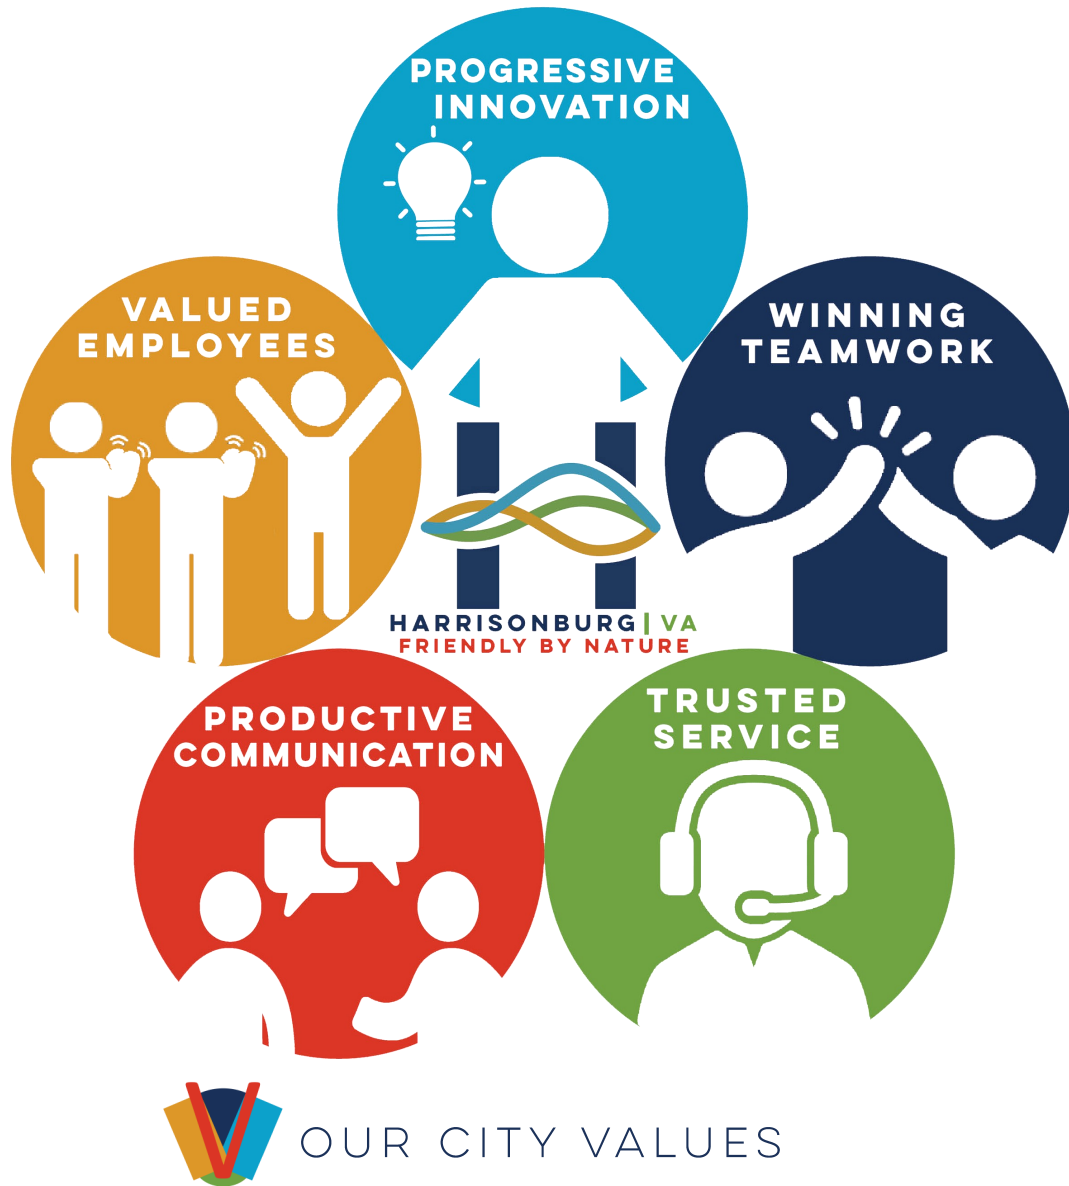 PROGRESSIVE
INNOVATION
VALUED
EMPLOYEES
WINNING
TEAMWORK
HARRISONBURG|VA
FRIENDLY BY NATURE
PRODUCTIVE
COMMUNICATION
TRUSTED
SERVICE
OUR CITY VALUES